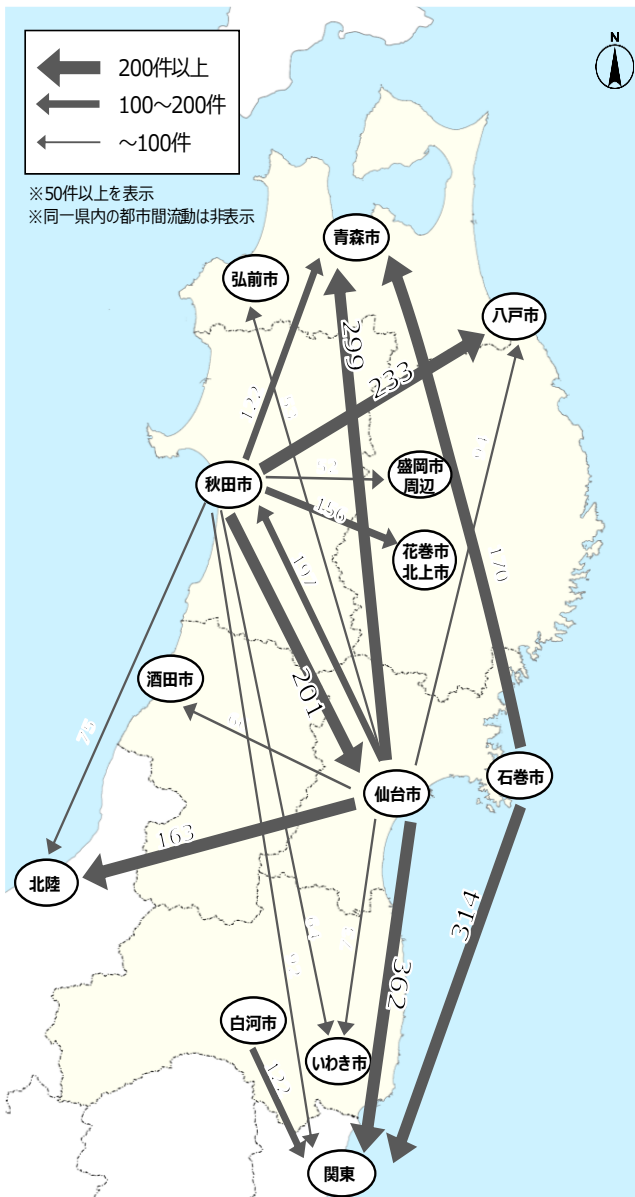 200件以上
100～200件
～100件
※50件以上を表示
※同一県内の都市間流動は非表示
N
青森市
弘前市
八戸市
299
233
122
秋田市
盛岡市
周辺
52
156
花巻市
北上市
170
197
酒田市
201
75
仙台市
石巻市
163
北陸
314
362
白河市
いわき市
122
関東